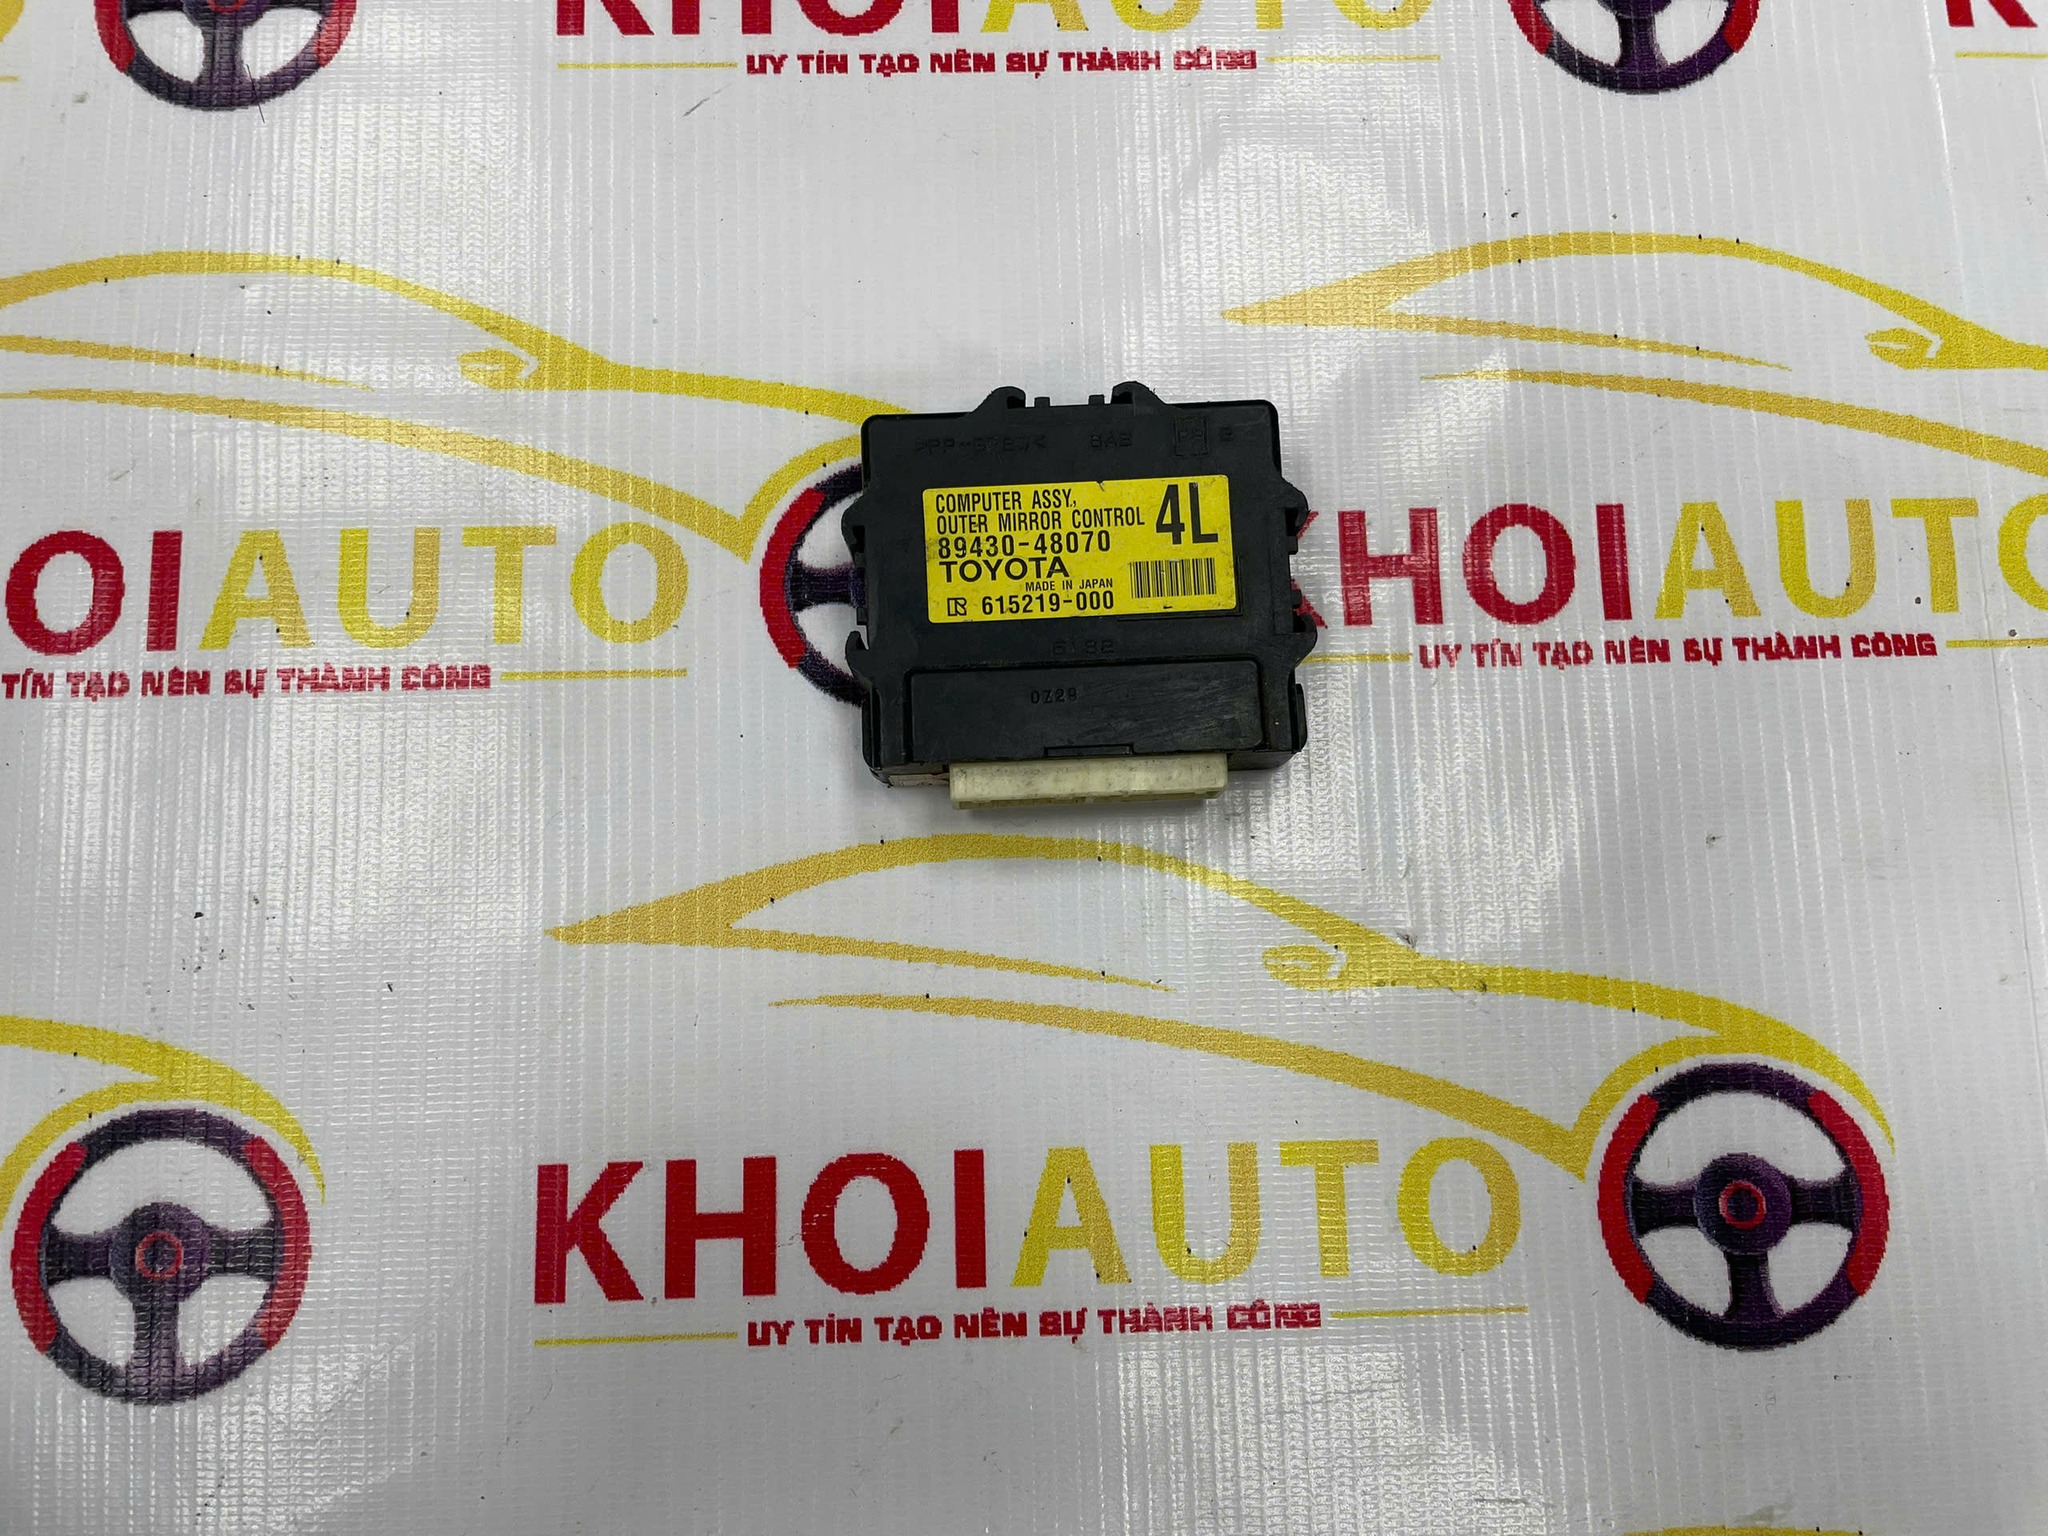 KHOIAUTO
UY TÍN TẠO NÊN SỰ THÀNH CÔNG
COMPUTER ASSY,
OUTER MIRROR CONTROL
4L
89430-48070
TOYOTA
MADE IN JAPAN
R 615219-000
6132
0Z29
OIAUTO
TÍN TẠO NÊN SỰ THÀNH CÔNG
KHOIAUTO
UY TÍN TẠO NÊN SỰ THÀNH CÔNG
KHOIAUTO
UY TÍN TẠO NÊN SỰ THÀNH CÔNG